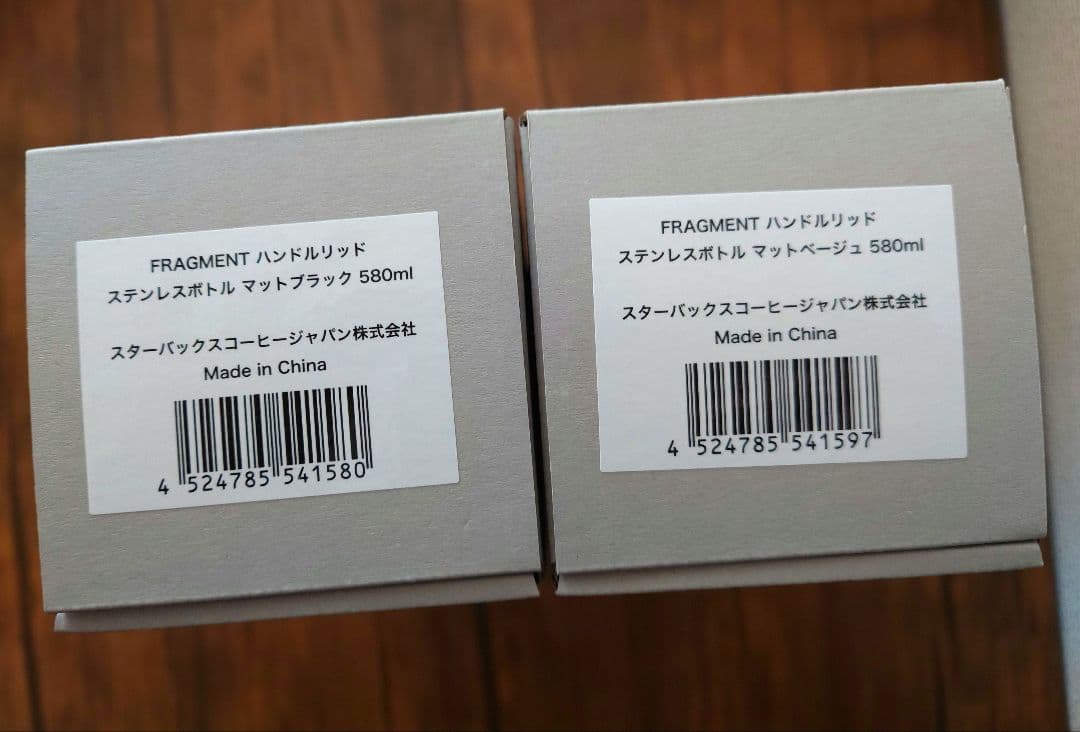 FRAGMENT ハンドルリッド
ステンレスボトル マットブラック 580ml
スターバックスコーヒージャパン株式会社
Made in China
4 524785 541580
FRAGMENT ハンドルリッド
ステンレスボトル マットベージュ 580ml
スターバックスコーヒージャパン株式会社
Made in China
4 524785 541597